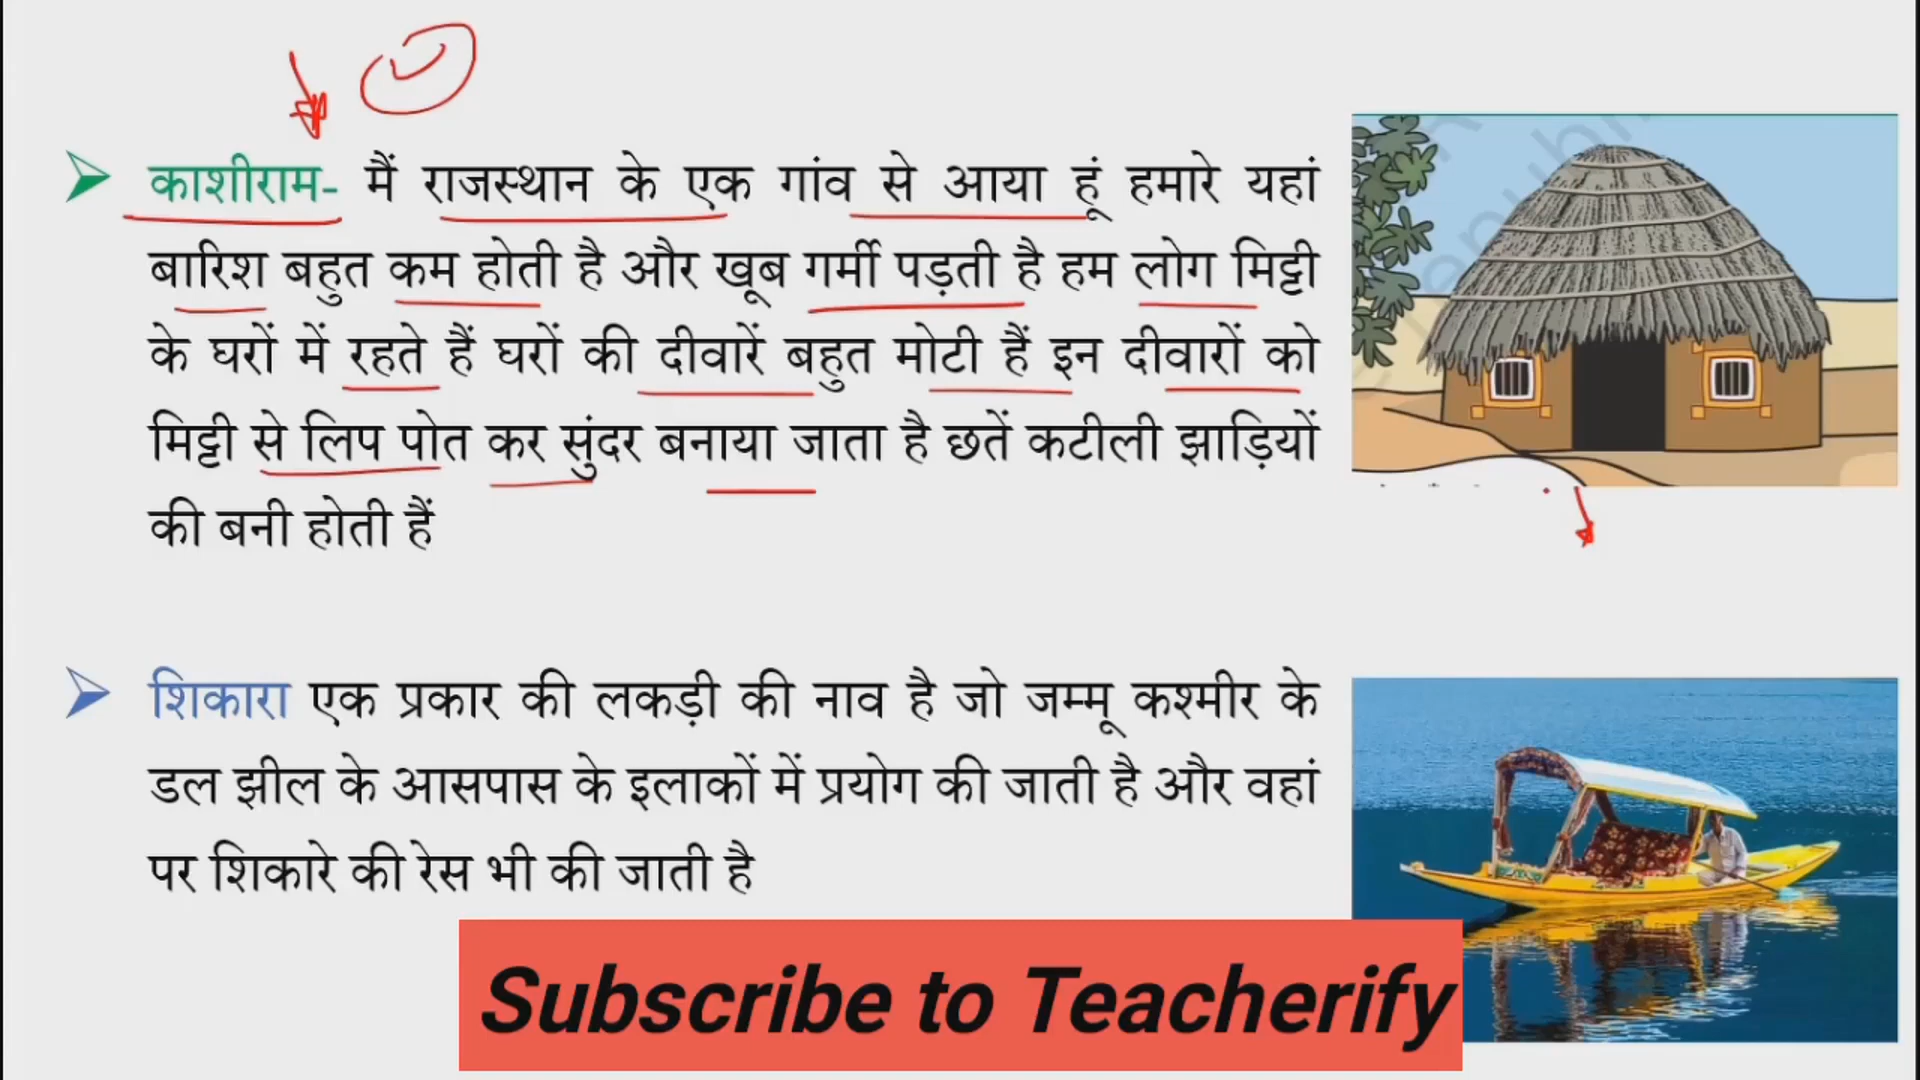 काशीराम- मैं राजस्थान के एक गांव से आया हूं हमारे यहां
बारिश बहुत कम होती है और खूब गर्मी पड़ती है हम लोग मिट्टी
के घरों में रहते हैं घरों की दीवारें बहुत मोटी हैं इन दीवारों को
मिट्टी से लिप पोत कर सुंदर बनाया जाता है छतें कटीली झाड़ियों
की बनी होती हैं
शिकारा एक प्रकार की लकड़ी की नाव है जो जम्मू कश्मीर के
डल झील के आसपास के इलाकों में प्रयोग की जाती है और वहां
पर शिकारे की रेस भी की जाती है
Subscribe to Teacherify